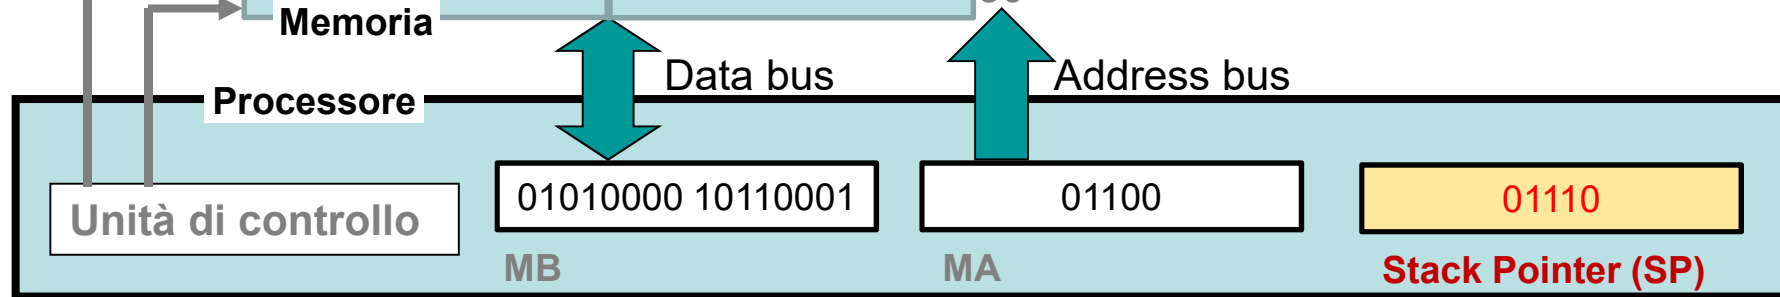 Memoria
Data bus
Address bus
Processore
Unità di controllo
01010000 10110001
01100
01110
MB
MA
Stack Pointer (SP)